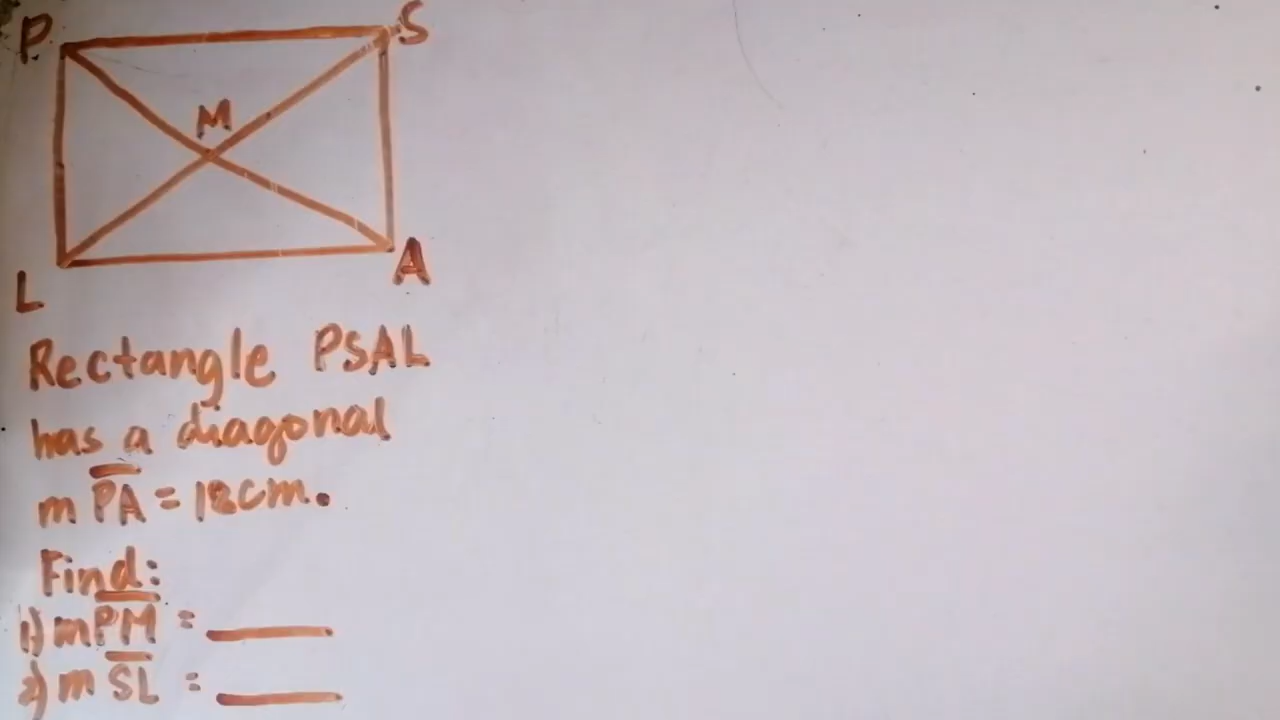 P
S
M
L
A
Rectangle PSAL
has a diagonal
m PA = 18cm.
Find:
1) m PM = ____
2) m SL = ____